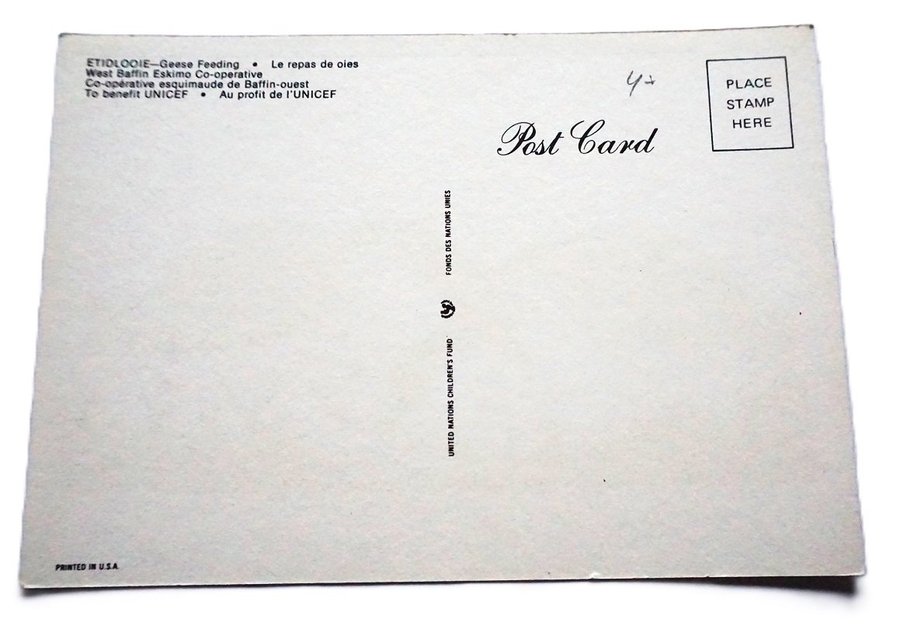 ETIDLOOIE—Geese Feeding • Le repas de oies
West Baffin Eskimo Co-operative
Co-opérative esquimaude de Baffin-ouest
To benefit UNICEF • Au profit de l'UNICEF
Post Card
PLACE
STAMP
HERE
UNITED NATIONS CHILDREN'S FUND
FONDS DES NATIONS UNIES
PRINTED IN U.S.A.